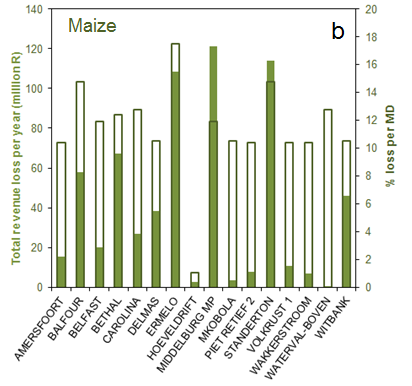 Maize
b
Total revenue loss per year (million R)
140
120
100
80
60
40
20
0
20
18
16
14
12
10
8
6
4
2
0
% loss per MD
AMERSFOORT
BALFOUR
BELFAST
BETHAL
CAROLINA
DELMAS
ERMELO
HOEVELDRIFT
MIDDELBURG MP
MKOBOLA
PIET RETIEF 2
STANDERTON
VOLKRUST 1
WAKKERSTROOM
WATERVAL-BOVEN
WITBANK